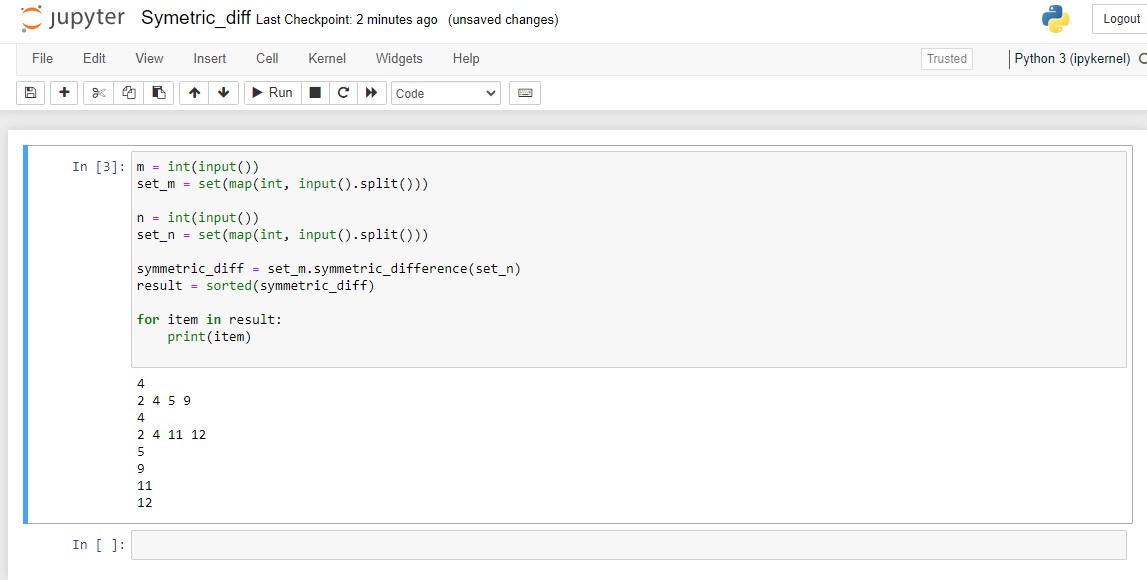 jupyter Symetric_diff Last Checkpoint: 2 minutes ago (unsaved changes) Logout
File Edit View Insert Cell Kernel Widgets Help Trusted Python 3 (ipykernel)
Run Code
In [3]: m = int(input())
set_m = set(map(int, input().split()))
n = int(input())
set_n = set(map(int, input().split()))
symmetric_diff = set_m.symmetric_difference(set_n)
result = sorted(symmetric_diff)
for item in result:
    print(item)
4
2 4 5 9
4
2 4 11 12
5
9
11
12
In [ ]: